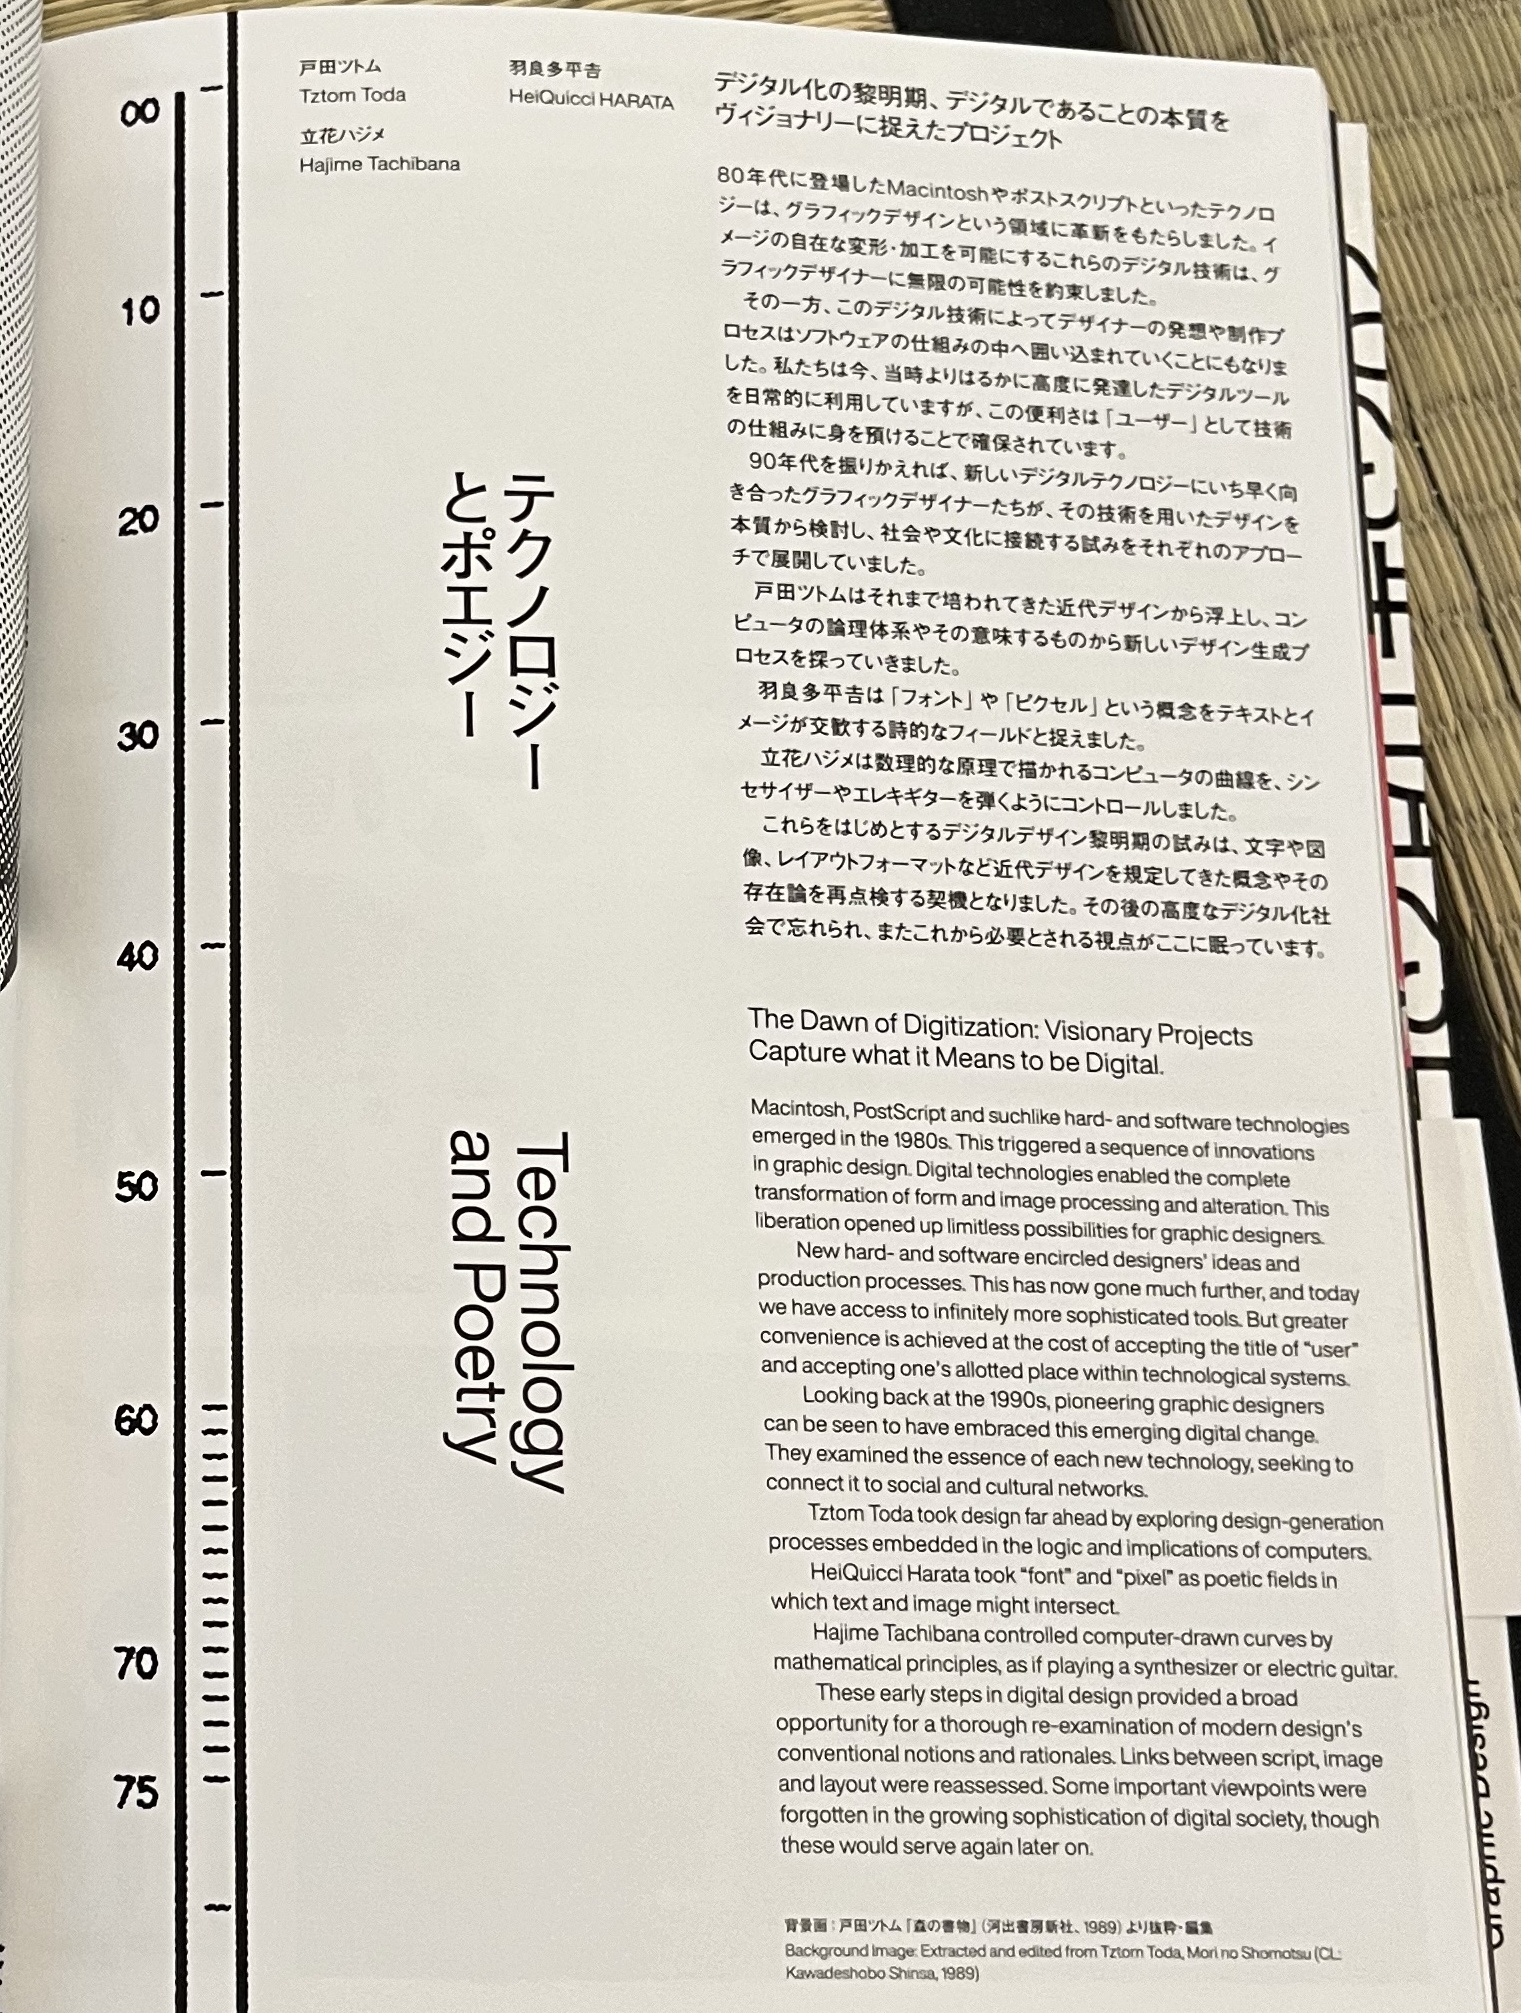 戸田ツトム
Tztom Toda
立花ハジメ
Hajime Tachibana
羽良多平吉
HeiQuicci HARATA
00
10
20
30
40
50
60
70
75
テクノロジー
とポエジー
Technology
and Poetry
デジタル化の黎明期、デジタルであることの本質を
ヴィジョナリーに捉えたプロジェクト
80年代に登場したMacintoshやポストスクリプトといったテクノロ
ジーは、グラフィックデザインという領域に革新をもたらしました。イ
メージの自在な変形・加工を可能にするこれらのデジタル技術は、グ
ラフィックデザイナーに無限の可能性を約束しました。
その一方、このデジタル技術によってデザイナーの発想や制作プ
ロセスはソフトウェアの仕組みの中へ囲い込まれていくことにもなりま
した。私たちは今、当時よりはるかに高度に発達したデジタルツール
を日常的に利用していますが、この便利さは「ユーザー」として技術
の仕組みに身を預けることで確保されています。
90年代を振りかえれば、新しいデジタルテクノロジーにいち早く向
き合ったグラフィックデザイナーたちが、その技術を用いたデザインを
本質から検討し、社会や文化に接続する試みをそれぞれのアプロー
チで展開していました。
戸田ツトムはそれまで培われてきた近代デザインから浮上し、コン
ピュータの論理体系やその意味するものから新しいデザイン生成プ
ロセスを探っていきました。
羽良多平吉は「フォント」や「ピクセル」という概念をテキストとイ
メージが交歓する詩的なフィールドと捉えました。
立花ハジメは数理的な原理で描かれるコンピュータの曲線を、シン
セサイザーやエレキギターを弾くようにコントロールしました。
これらをはじめとするデジタルデザイン黎明期の試みは、文字や図
像、レイアウトフォーマットなど近代デザインを規定してきた概念やその
存在論を再点検する契機となりました。その後の高度なデジタル化社
会で忘れられ、またこれから必要とされる視点がここに眠っています。
The Dawn of Digitization: Visionary Projects
Capture what it Means to be Digital.
Macintosh, PostScript and suchlike hard- and software technologies
emerged in the 1980s. This triggered a sequence of innovations
in graphic design. Digital technologies enabled the complete
transformation of form and image processing and alteration. This
liberation opened up limitless possibilities for graphic designers.
New hard- and software encircled designers' ideas and
production processes. This has now gone much further, and today
we have access to infinitely more sophisticated tools. But greater
convenience is achieved at the cost of accepting the title of "user"
and accepting one's allotted place within technological systems.
Looking back at the 1990s, pioneering graphic designers
can be seen to have embraced this emerging digital change.
They examined the essence of each new technology, seeking to
connect it to social and cultural networks.
Tztom Toda took design far ahead by exploring design-generation
processes embedded in the logic and implications of computers.
HeiQuicci Harata took "font" and "pixel" as poetic fields in
which text and image might intersect.
Hajime Tachibana controlled computer-drawn curves by
mathematical principles, as if playing a synthesizer or electric guitar.
These early steps in digital design provided a broad
opportunity for a thorough re-examination of modern design's
conventional notions and rationales. Links between script, image
and layout were reassessed. Some important viewpoints were
forgotten in the growing sophistication of digital society, though
these would serve again later on.
背景画：戸田ツトム『森の書物』（河出書房新社、1989）より抜粋・編集
Background Image: Extracted and edited from Tztom Toda, Mori no Shomotsu (CL:
Kawadeshobo Shinsa, 1989)
Graphic Design